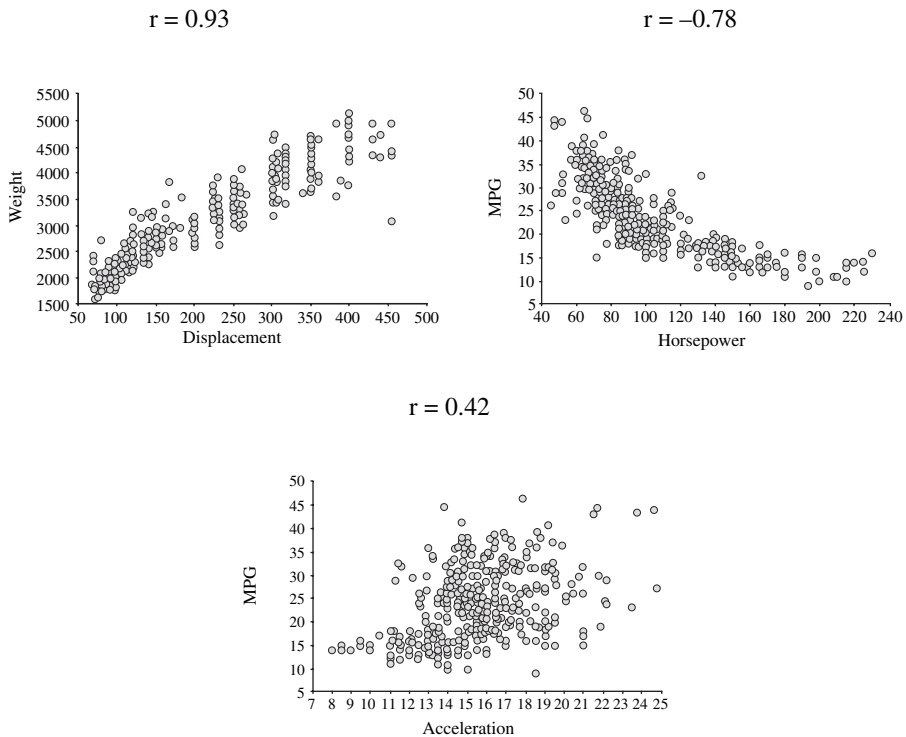 r = 0.93
r = –0.78
5500
5000
4500
4000
3500
3000
2500
2000
1500
Weight
50 100 150 200 250 300 350 400 450 500
Displacement
50
45
40
35
30
25
20
15
10
5
MPG
40 60 80 100 120 140 160 180 200 220 240
Horsepower
r = 0.42
50
45
40
35
30
25
20
15
10
5
MPG
7 8 9 10 11 12 13 14 15 16 17 18 19 20 21 22 23 24 25
Acceleration